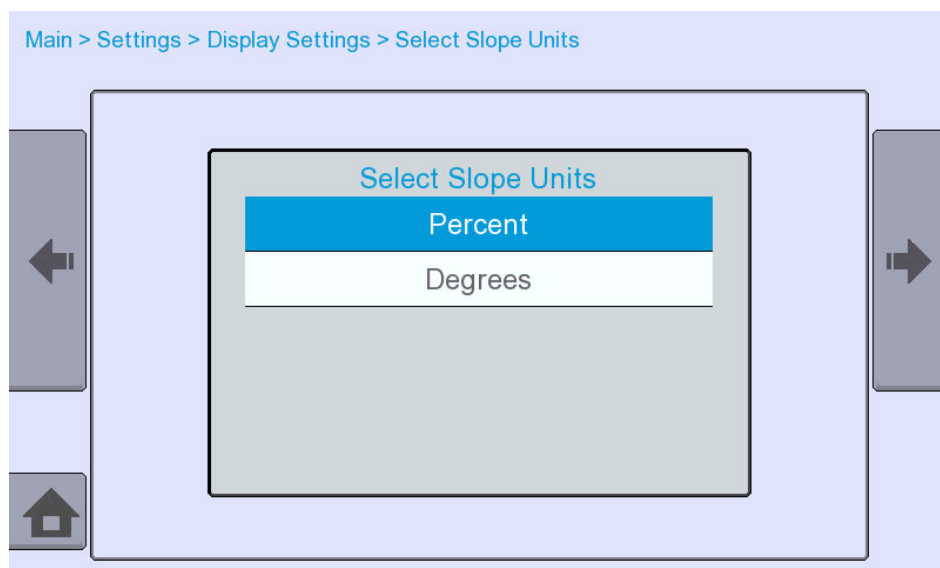 Main > Settings > Display Settings > Select Slope Units
Select Slope Units
Percent
Degrees